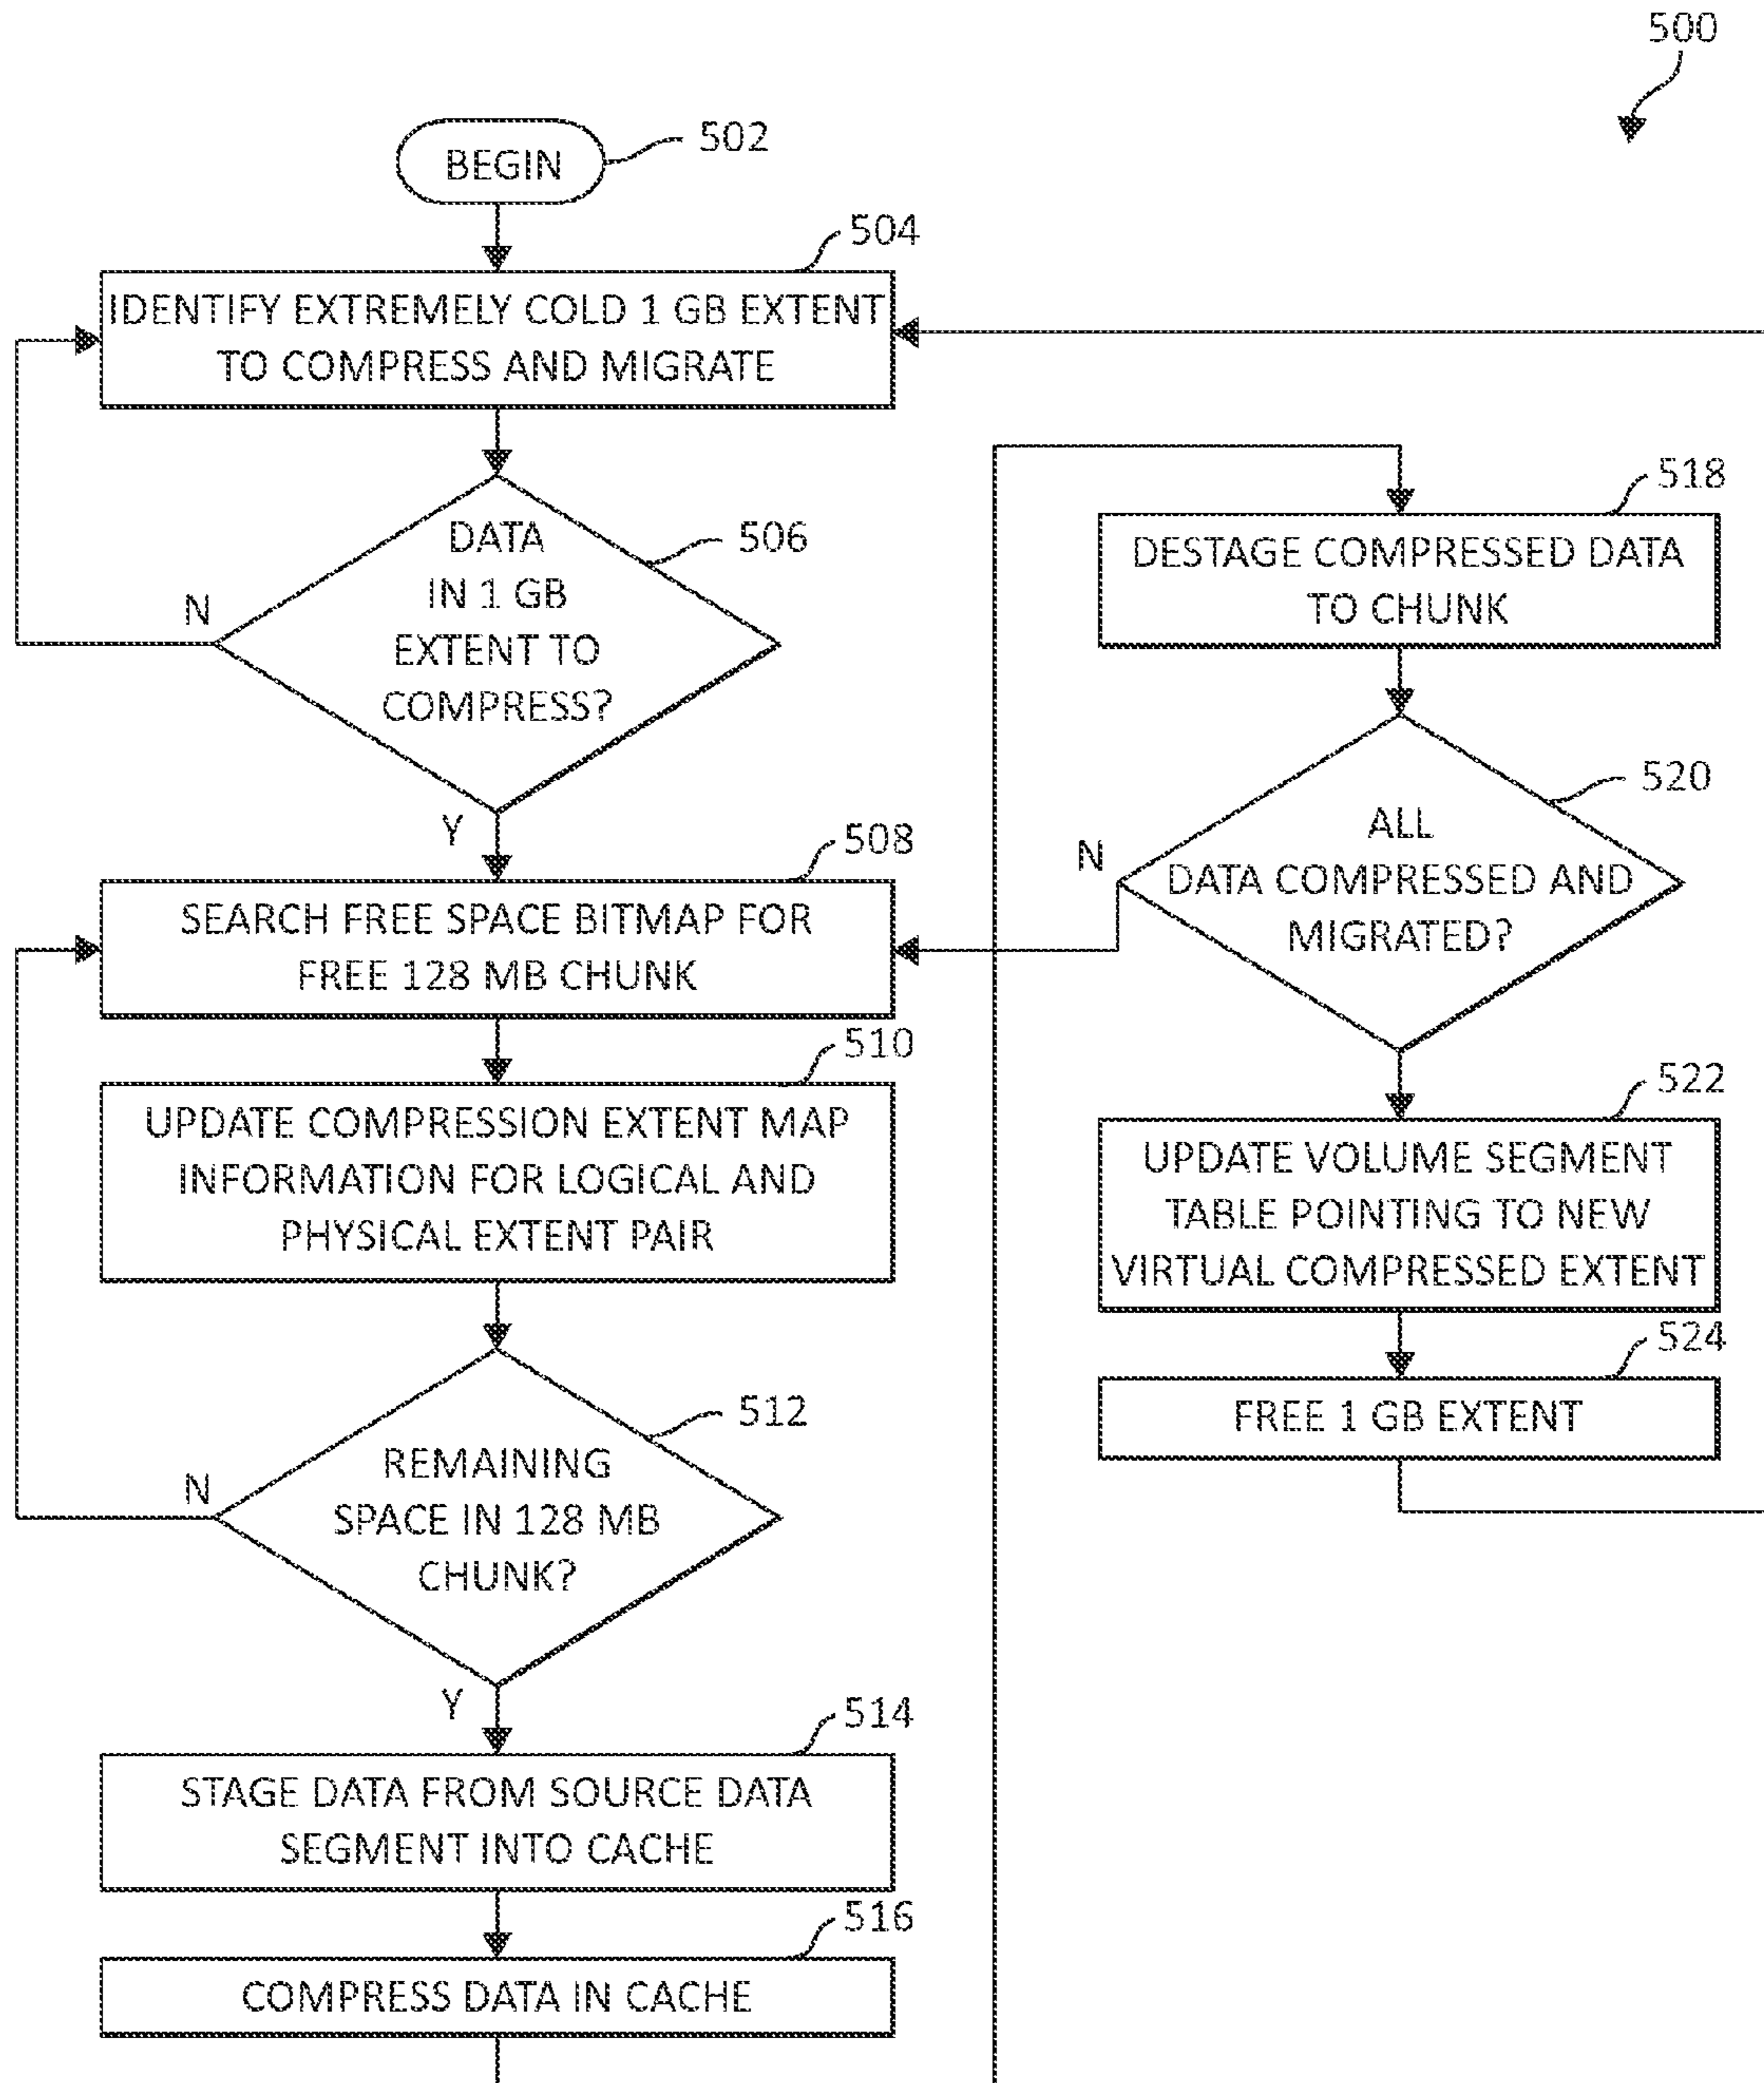 500
BEGIN
502
504
IDENTIFY EXTREMELY COLD 1 GB EXTENT
TO COMPRESS AND MIGRATE
506
DATA
IN 1 GB
EXTENT TO
COMPRESS?
N
Y
508
SEARCH FREE SPACE BITMAP FOR
FREE 128 MB CHUNK
510
UPDATE COMPRESSION EXTENT MAP
INFORMATION FOR LOGICAL AND
PHYSICAL EXTENT PAIR
512
REMAINING
SPACE IN 128 MB
CHUNK?
N
Y
514
STAGE DATA FROM SOURCE DATA
SEGMENT INTO CACHE
516
COMPRESS DATA IN CACHE
518
DESTAGE COMPRESSED DATA
TO CHUNK
520
ALL
DATA COMPRESSED AND
MIGRATED?
N
522
UPDATE VOLUME SEGMENT
TABLE POINTING TO NEW
VIRTUAL COMPRESSED EXTENT
524
FREE 1 GB EXTENT